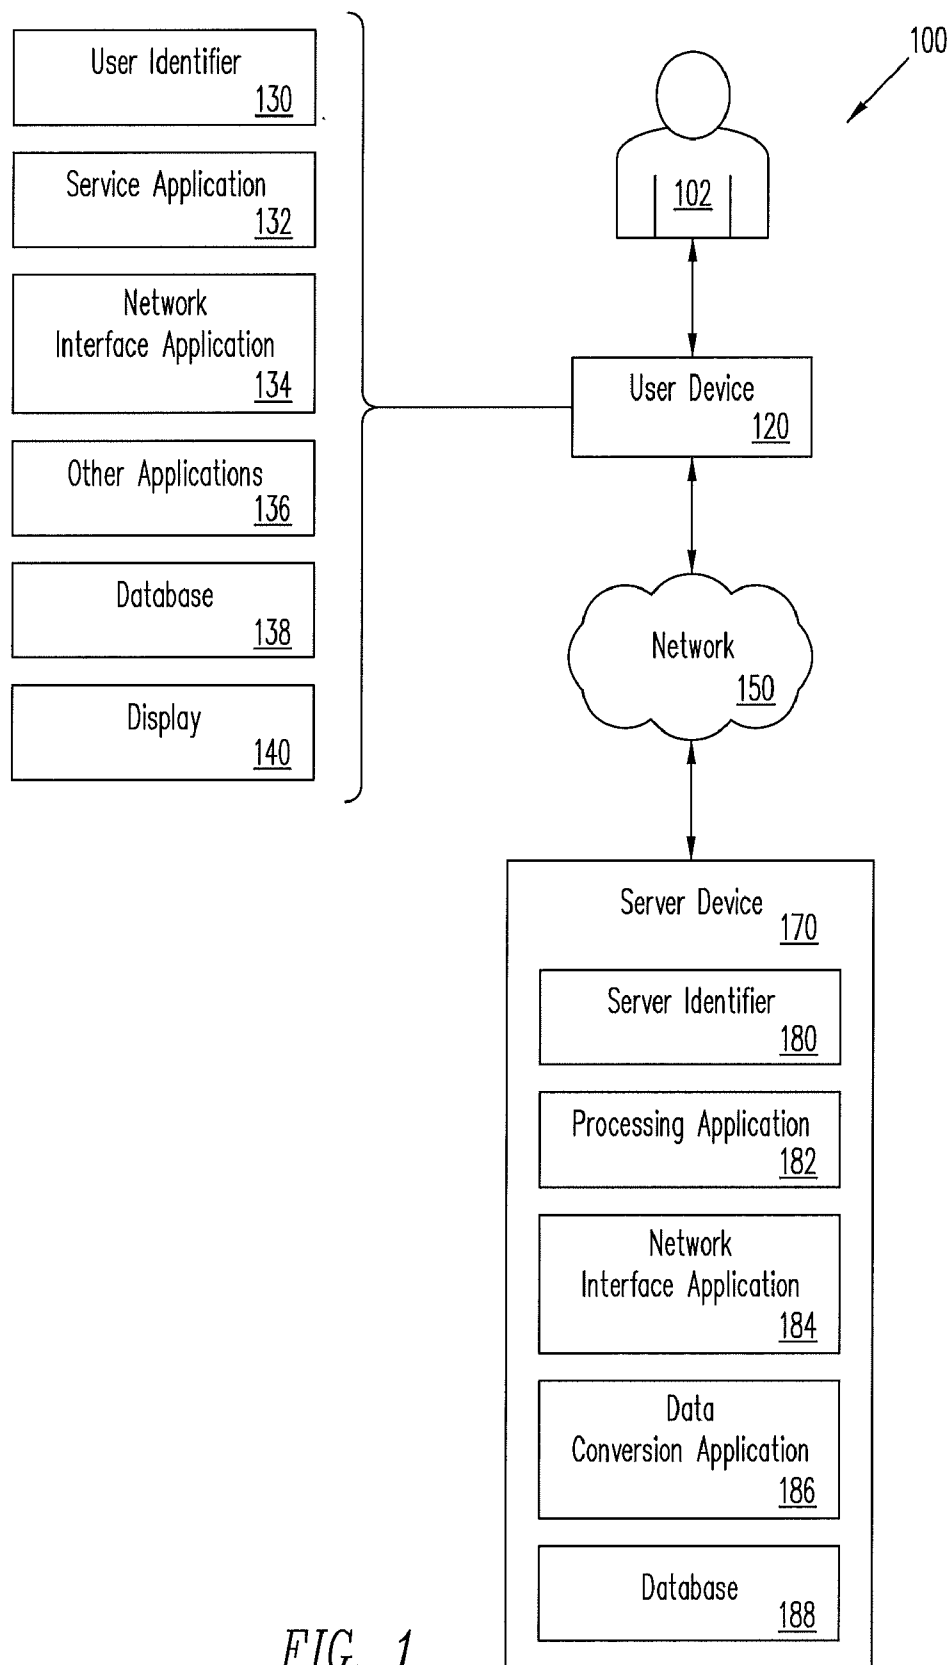 100
User Identifier
130
Service Application
132
Network
Interface Application
134
Other Applications
136
Database
138
Display
140
102
User Device
120
Network
150
Server Device
170
Server Identifier
180
Processing Application
182
Network
Interface Application
184
Data
Conversion Application
186
Database
188
FIG. 1